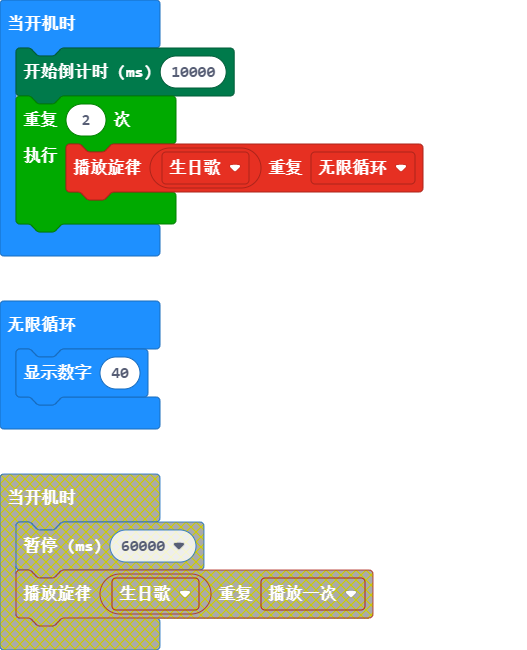 当开机时
开始倒计时 (ms) 10000
重复 2 次
执行 播放旋律 生日歌 重复 无限循环
无限循环
显示数字 40
当开机时
暂停 (ms) 60000
播放旋律 生日歌 重复 播放一次